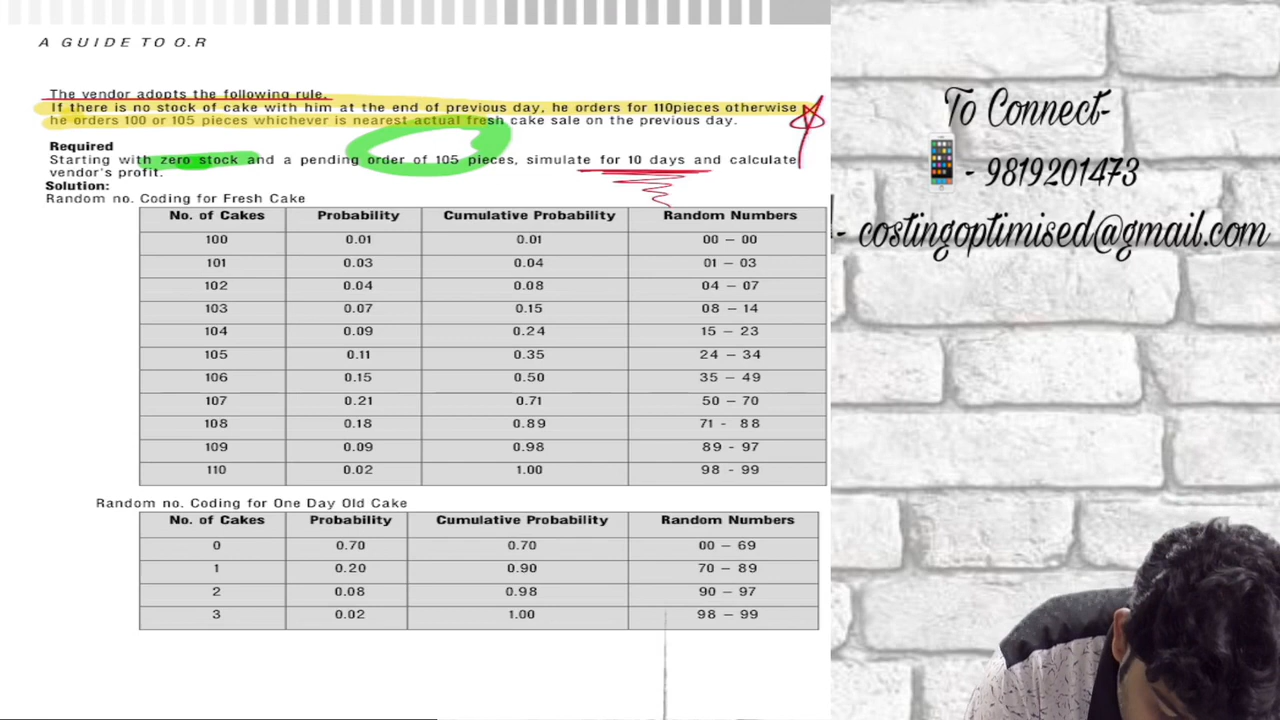 A GUIDE TO O.R
The vendor adopts the following rule.
If there is no stock of cake with him at the end of previous day, he orders for 110pieces otherwise
he orders 100 or 105 pieces whichever is nearest actual fresh cake sale on the previous day.
Required
Starting with zero stock and a pending order of 105 pieces, simulate for 10 days and calculate
vendor's profit.
Solution:
Random no. Coding for Fresh Cake
No. of Cakes Probability Cumulative Probability Random Numbers
100 0.01 0.01 00 – 00
101 0.03 0.04 01 – 03
102 0.04 0.08 04 – 07
103 0.07 0.15 08 – 14
104 0.09 0.24 15 – 23
105 0.11 0.35 24 – 34
106 0.15 0.50 35 – 49
107 0.21 0.71 50 – 70
108 0.18 0.89 71 - 88
109 0.09 0.98 89 - 97
110 0.02 1.00 98 - 99
Random no. Coding for One Day Old Cake
No. of Cakes Probability Cumulative Probability Random Numbers
0 0.70 0.70 00 – 69
1 0.20 0.90 70 – 89
2 0.08 0.98 90 – 97
3 0.02 1.00 98 – 99
To Connect-
- 9819201473
- costingoptimised@gmail.com